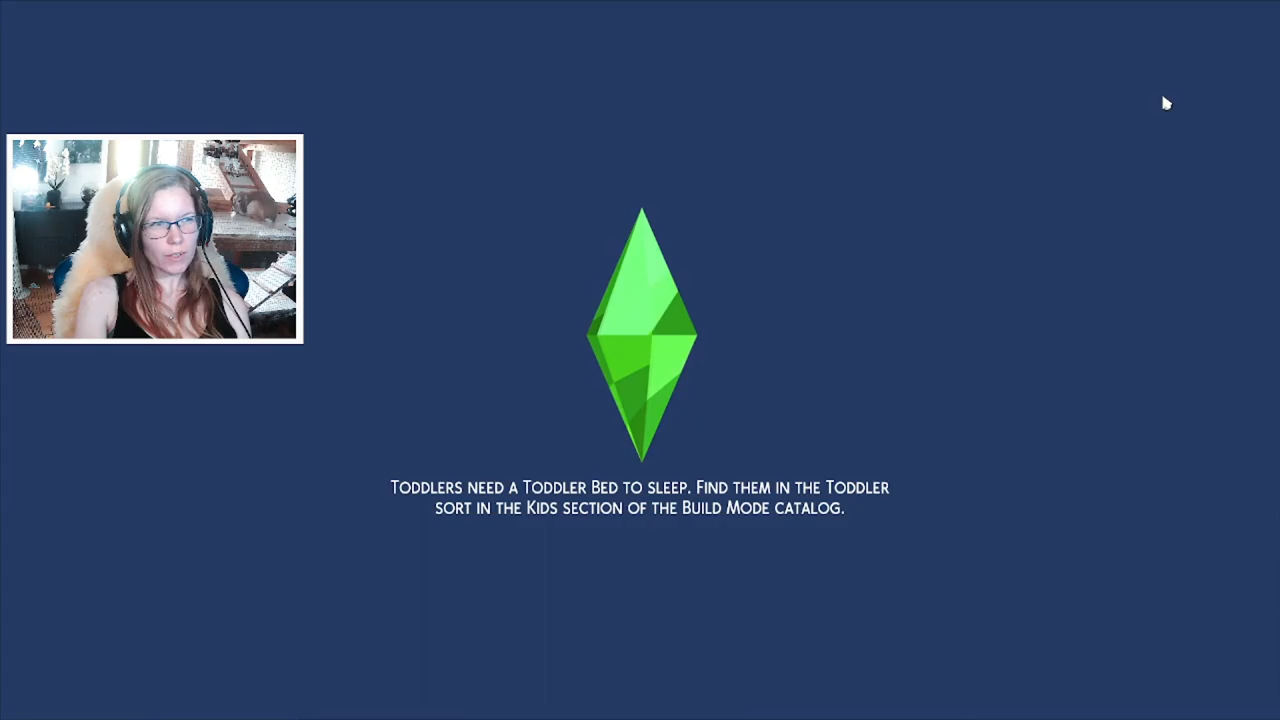 Toddlers need a Toddler Bed to sleep. Find them in the Toddler
sort in the Kids section of the Build Mode catalog.